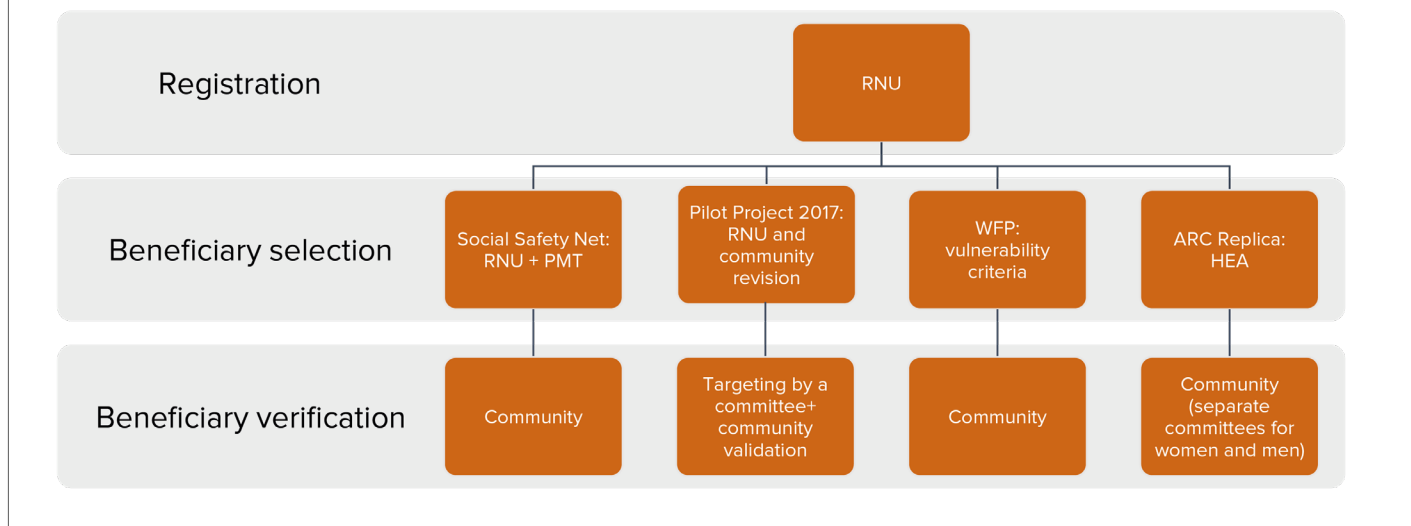 Registration
RNU
Beneficiary selection
Social Safety Net:
RNU + PMT
Pilot Project 2017:
RNU and
community
revision
WFP:
vulnerability
criteria
ARC Replica:
HEA
Beneficiary verification
Community
Targeting by a
committee+
community
validation
Community
Community
(separate
committees for
women and men)